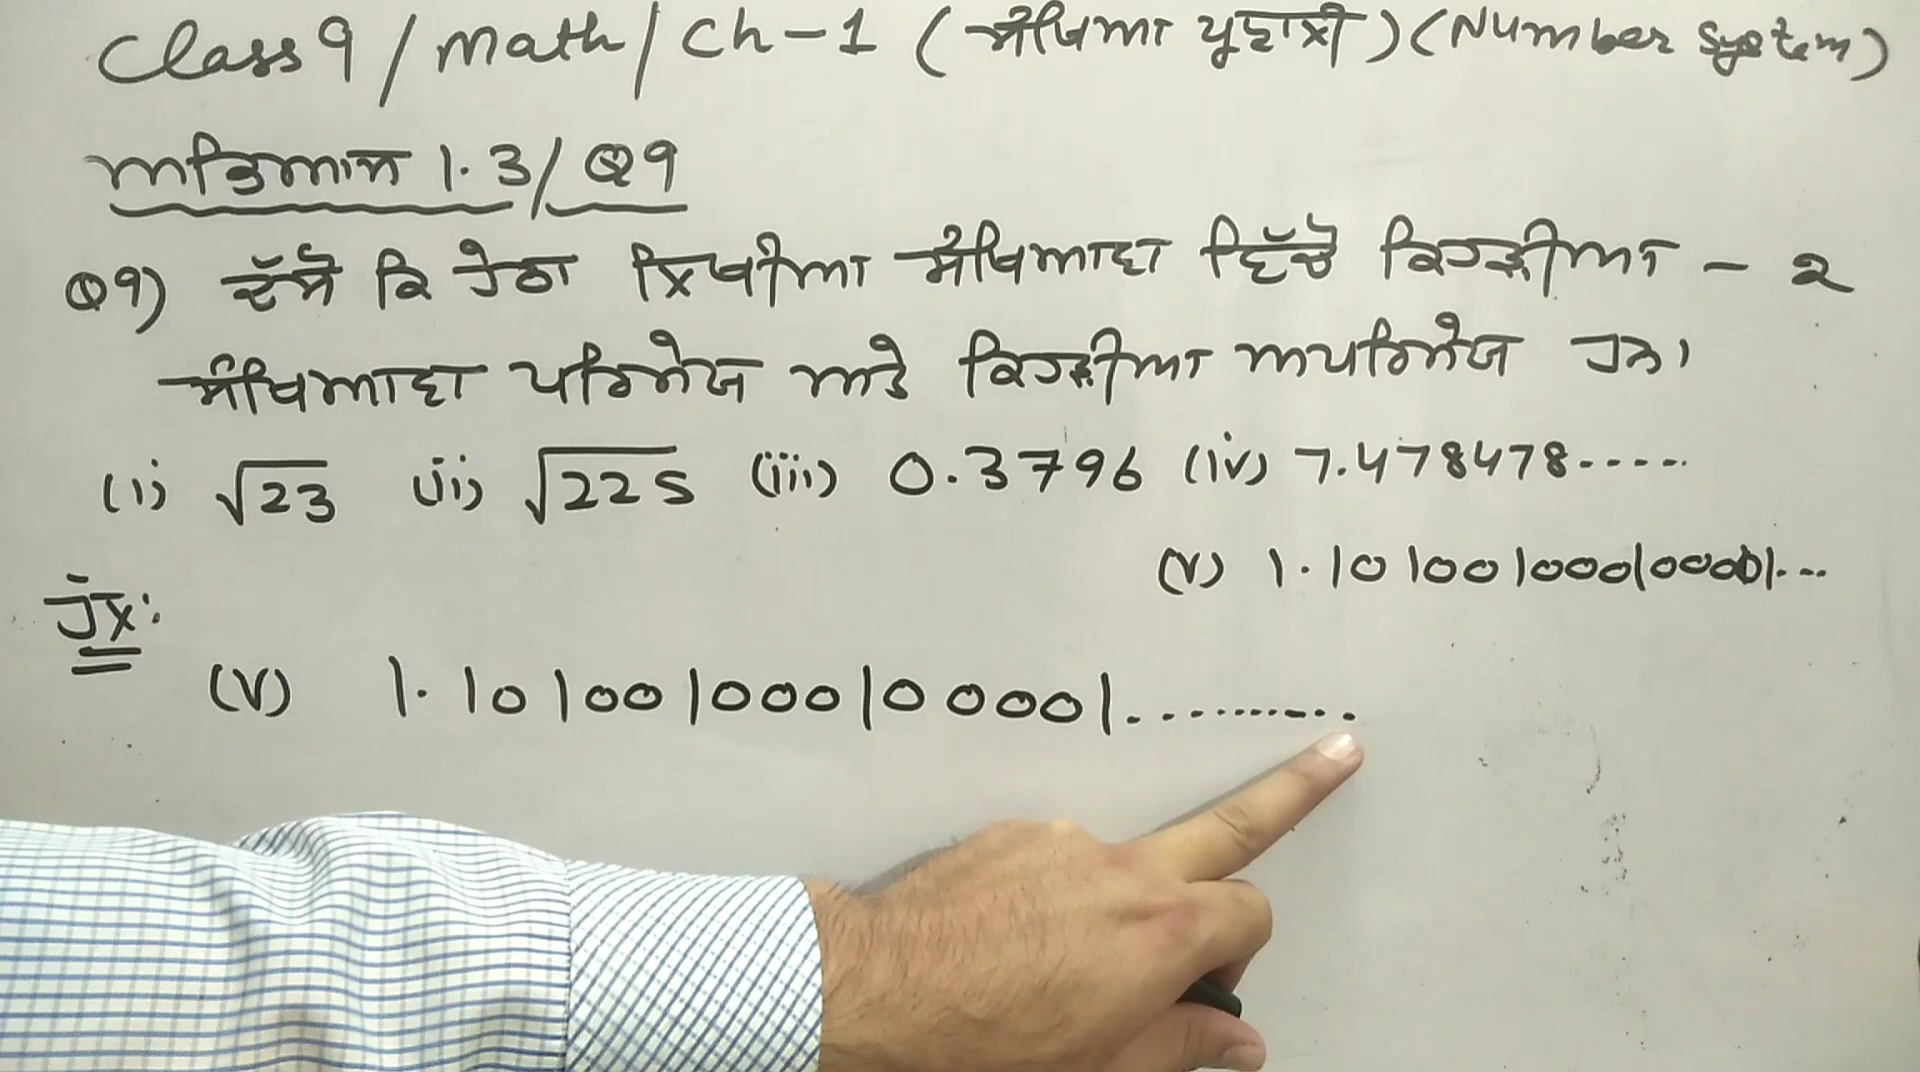 Class 9 / Math / Ch-1 (ਸੰਖਿਆ ਪ੍ਰਣਾਲੀ) (Number System)
ਅਭਿਆਸ 1.3/ Q9
Q9) ਦੱਸੋ ਕਿ ਹੇਠਾ ਲਿਖੀਆ ਸੰਖਿਆਵਾ ਵਿੱਚੋ ਕਿਹੜੀਆ - ੨
ਸੰਖਿਆਵਾ ਪਰਿਮੇਯ ਅਤੇ ਕਿਹੜੀਆ ਅਪਰਿਮੇਯ ਹਨ।
(i) √23 (ii) √225 (iii) 0.3796 (iv) 7.478478-----
(v) 1.101001000100001...
ਹੱਲ:
(V) 1.101001000100001..........